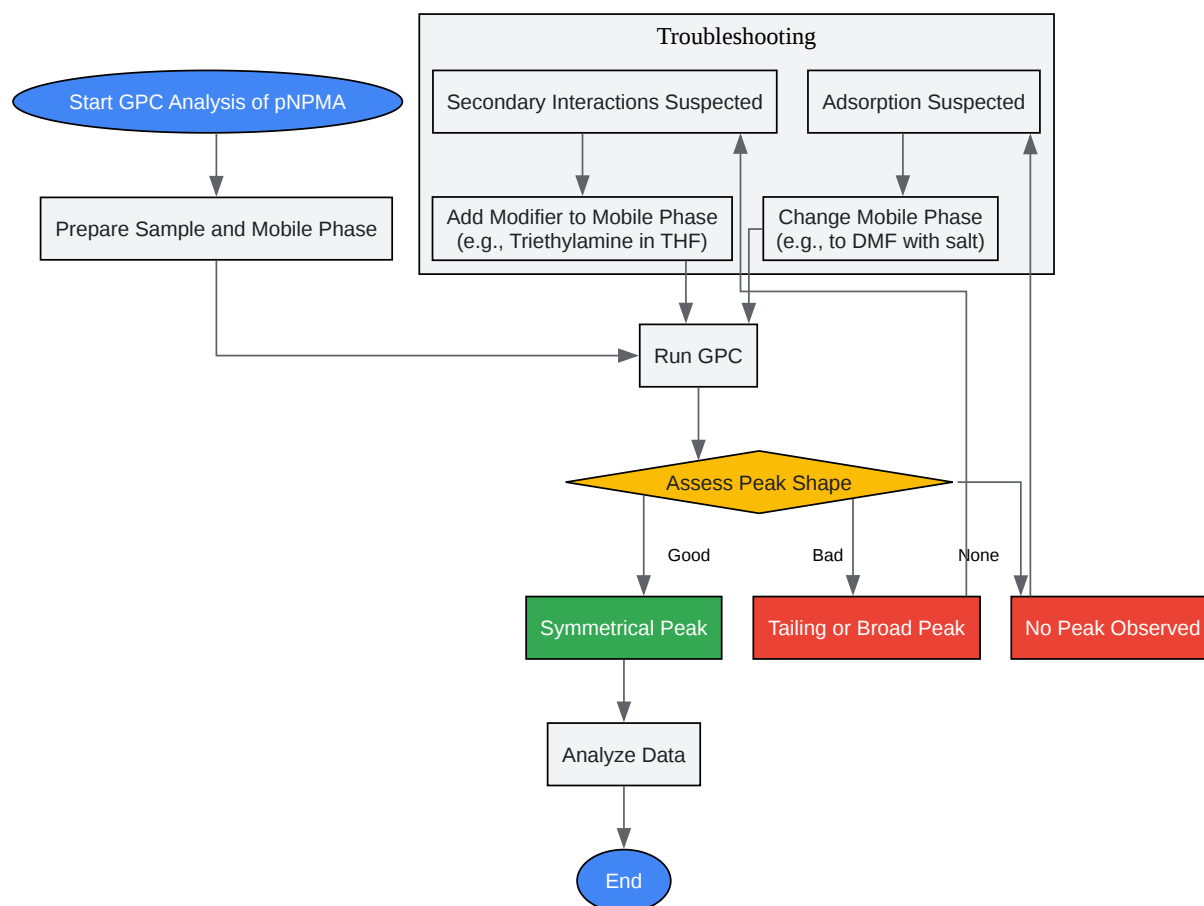 Troubleshooting
Start GPC Analysis of pNPMA
Secondary Interactions Suspected
Adsorption Suspected
Prepare Sample and Mobile Phase
Add Modifier to Mobile Phase
(e.g., Triethylamine in THF)
Change Mobile Phase
(e.g., to DMF with salt)
Run GPC
Assess Peak Shape
Good
Bad
None
Symmetrical Peak
Tailing or Broad Peak
No Peak Observed
Analyze Data
End